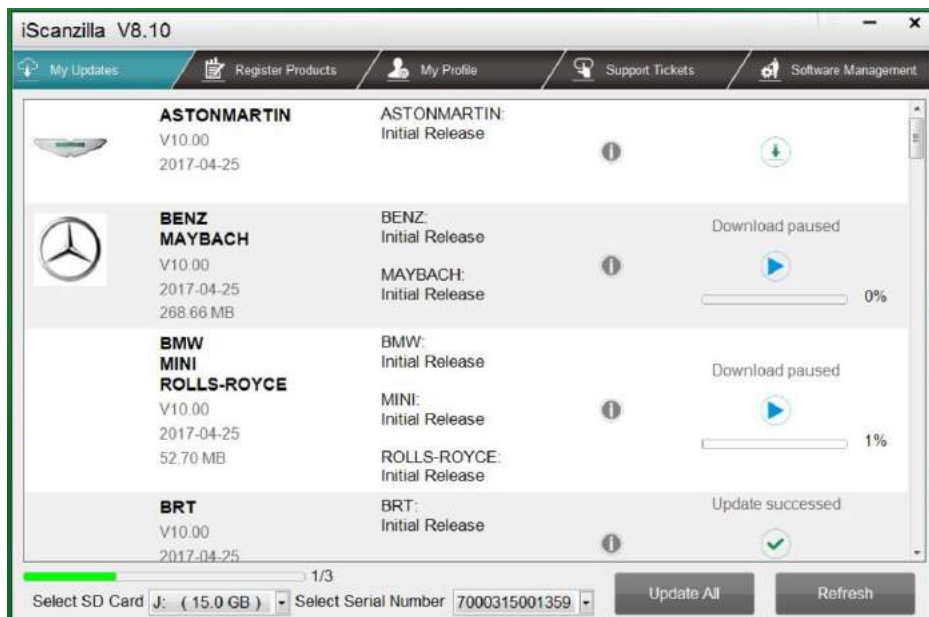 iScanzilla V8.10
My Updates
Register Products
My Profile
Support Tickets
Software Management
ASTONMARTIN
V10.00
2017-04-25
ASTONMARTIN:
Initial Release
BENZ
MAYBACH
V10.00
2017-04-25
268.66 MB
BENZ:
Initial Release
MAYBACH:
Initial Release
Download paused
0%
BMW
MINI
ROLLS-ROYCE
V10.00
2017-04-25
52.70 MB
BMW:
Initial Release
MINI:
Initial Release
ROLLS-ROYCE:
Initial Release
Download paused
1%
BRT
V10.00
2017-04-25
BRT:
Initial Release
Update successed
1/3
Select SD Card J: ( 15.0 GB ) Select Serial Number 7000315001359
Update All
Refresh